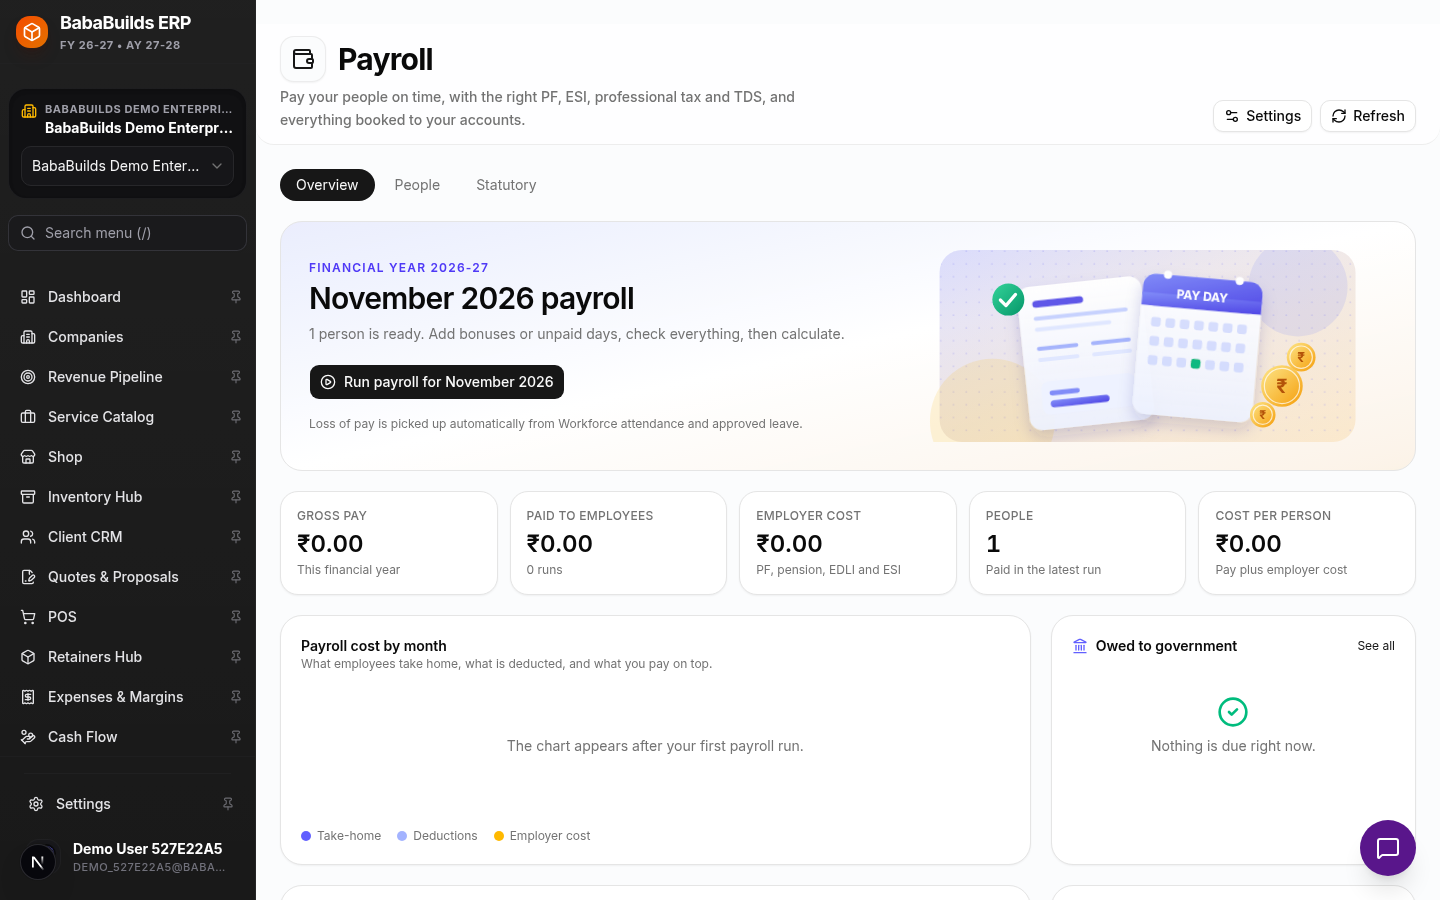 BabaBuilds ERP
FY 26-27 • AY 27-28
BABABUILDS DEMO ENTERPRI...
BabaBuilds Demo Enterpr...
BabaBuilds Demo Enter...
Search menu (/)
Dashboard
Companies
Revenue Pipeline
Service Catalog
Shop
Inventory Hub
Client CRM
Quotes & Proposals
POS
Retainers Hub
Expenses & Margins
Cash Flow
Settings
N
Demo User 527E22A5
DEMO_527E22A5@BABA...
Payroll
Pay your people on time, with the right PF, ESI, professional tax and TDS, and
everything booked to your accounts.
Settings
Refresh
Overview
People
Statutory
FINANCIAL YEAR 2026-27
November 2026 payroll
1 person is ready. Add bonuses or unpaid days, check everything, then calculate.
Run payroll for November 2026
Loss of pay is picked up automatically from Workforce attendance and approved leave.
PAY DAY
₹
₹
₹
GROSS PAY
₹0.00
This financial year
PAID TO EMPLOYEES
₹0.00
0 runs
EMPLOYER COST
₹0.00
PF, pension, EDLI and ESI
PEOPLE
1
Paid in the latest run
COST PER PERSON
₹0.00
Pay plus employer cost
Payroll cost by month
What employees take home, what is deducted, and what you pay on top.
The chart appears after your first payroll run.
Take-home
Deductions
Employer cost
Owed to government
See all
Nothing is due right now.